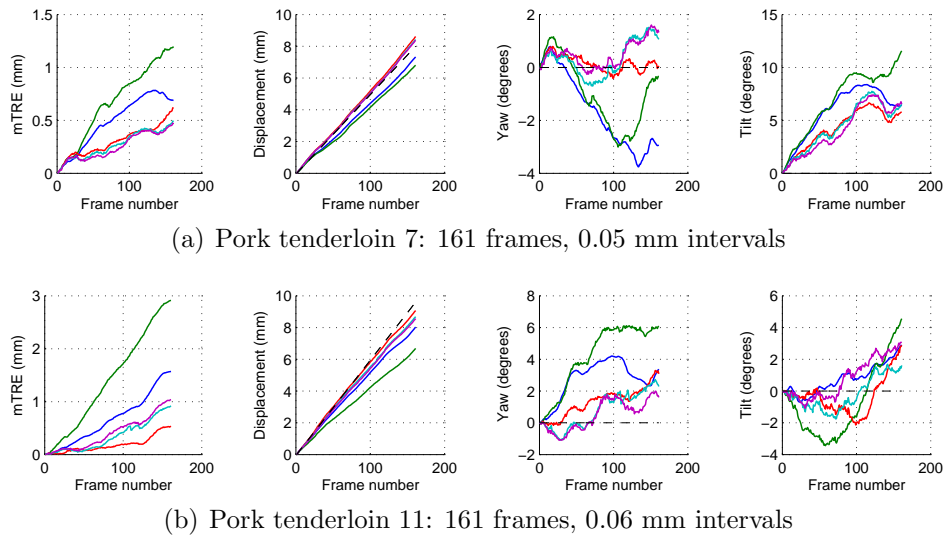 1.5
1
0.5
0
mTRE (mm)
0 100 200
Frame number
10
8
6
4
2
0
Displacement (mm)
0 100 200
Frame number
2
0
-2
-4
Yaw (degrees)
0 100 200
Frame number
15
10
5
0
Tilt (degrees)
0 100 200
Frame number
(a) Pork tenderloin 7: 161 frames, 0.05 mm intervals
3
2
1
0
mTRE (mm)
0 100 200
Frame number
10
8
6
4
2
0
Displacement (mm)
0 100 200
Frame number
8
6
4
2
0
-2
Yaw (degrees)
0 100 200
Frame number
6
4
2
0
-2
-4
Tilt (degrees)
0 100 200
Frame number
(b) Pork tenderloin 11: 161 frames, 0.06 mm intervals